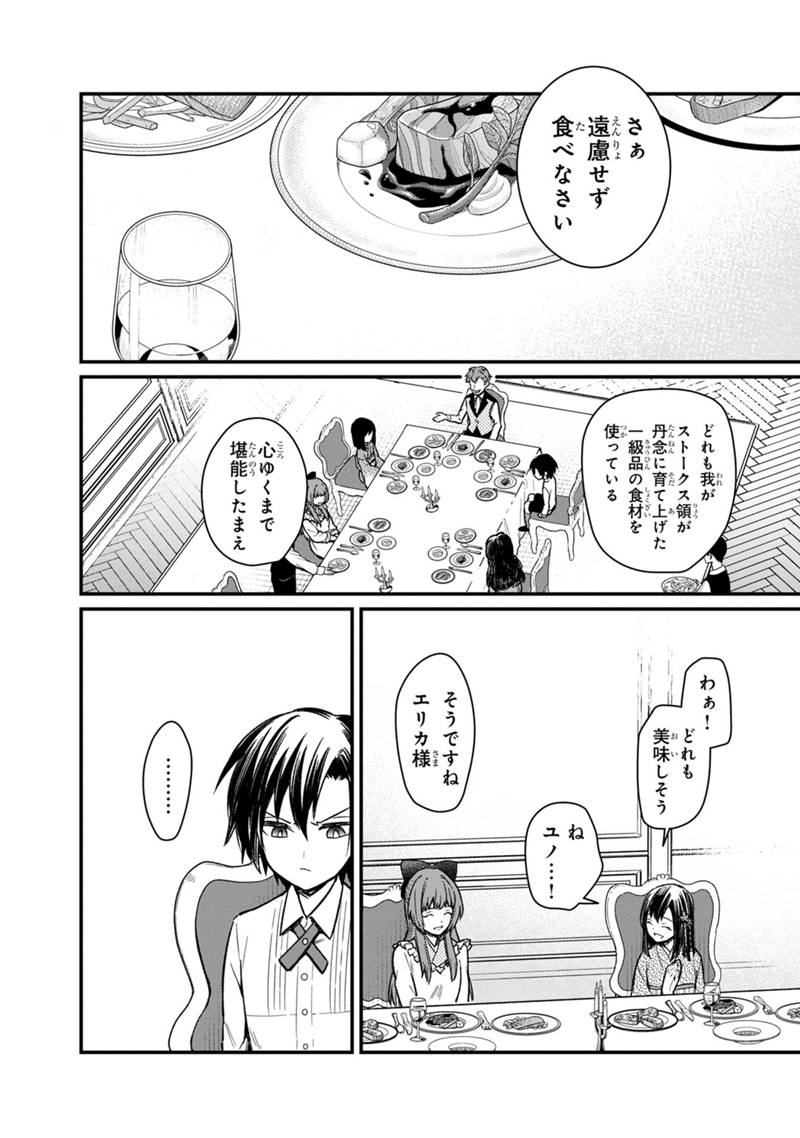 さぁ
遠慮せず
食べなさい
どれも我が
ストークス領が
丹念に育て上げた
一級品の食材を
使っている
心ゆくまで
堪能したまえ
わぁ！
どれも
美味しそう
ね
ユノ…！
そうですね
エリカ様
……